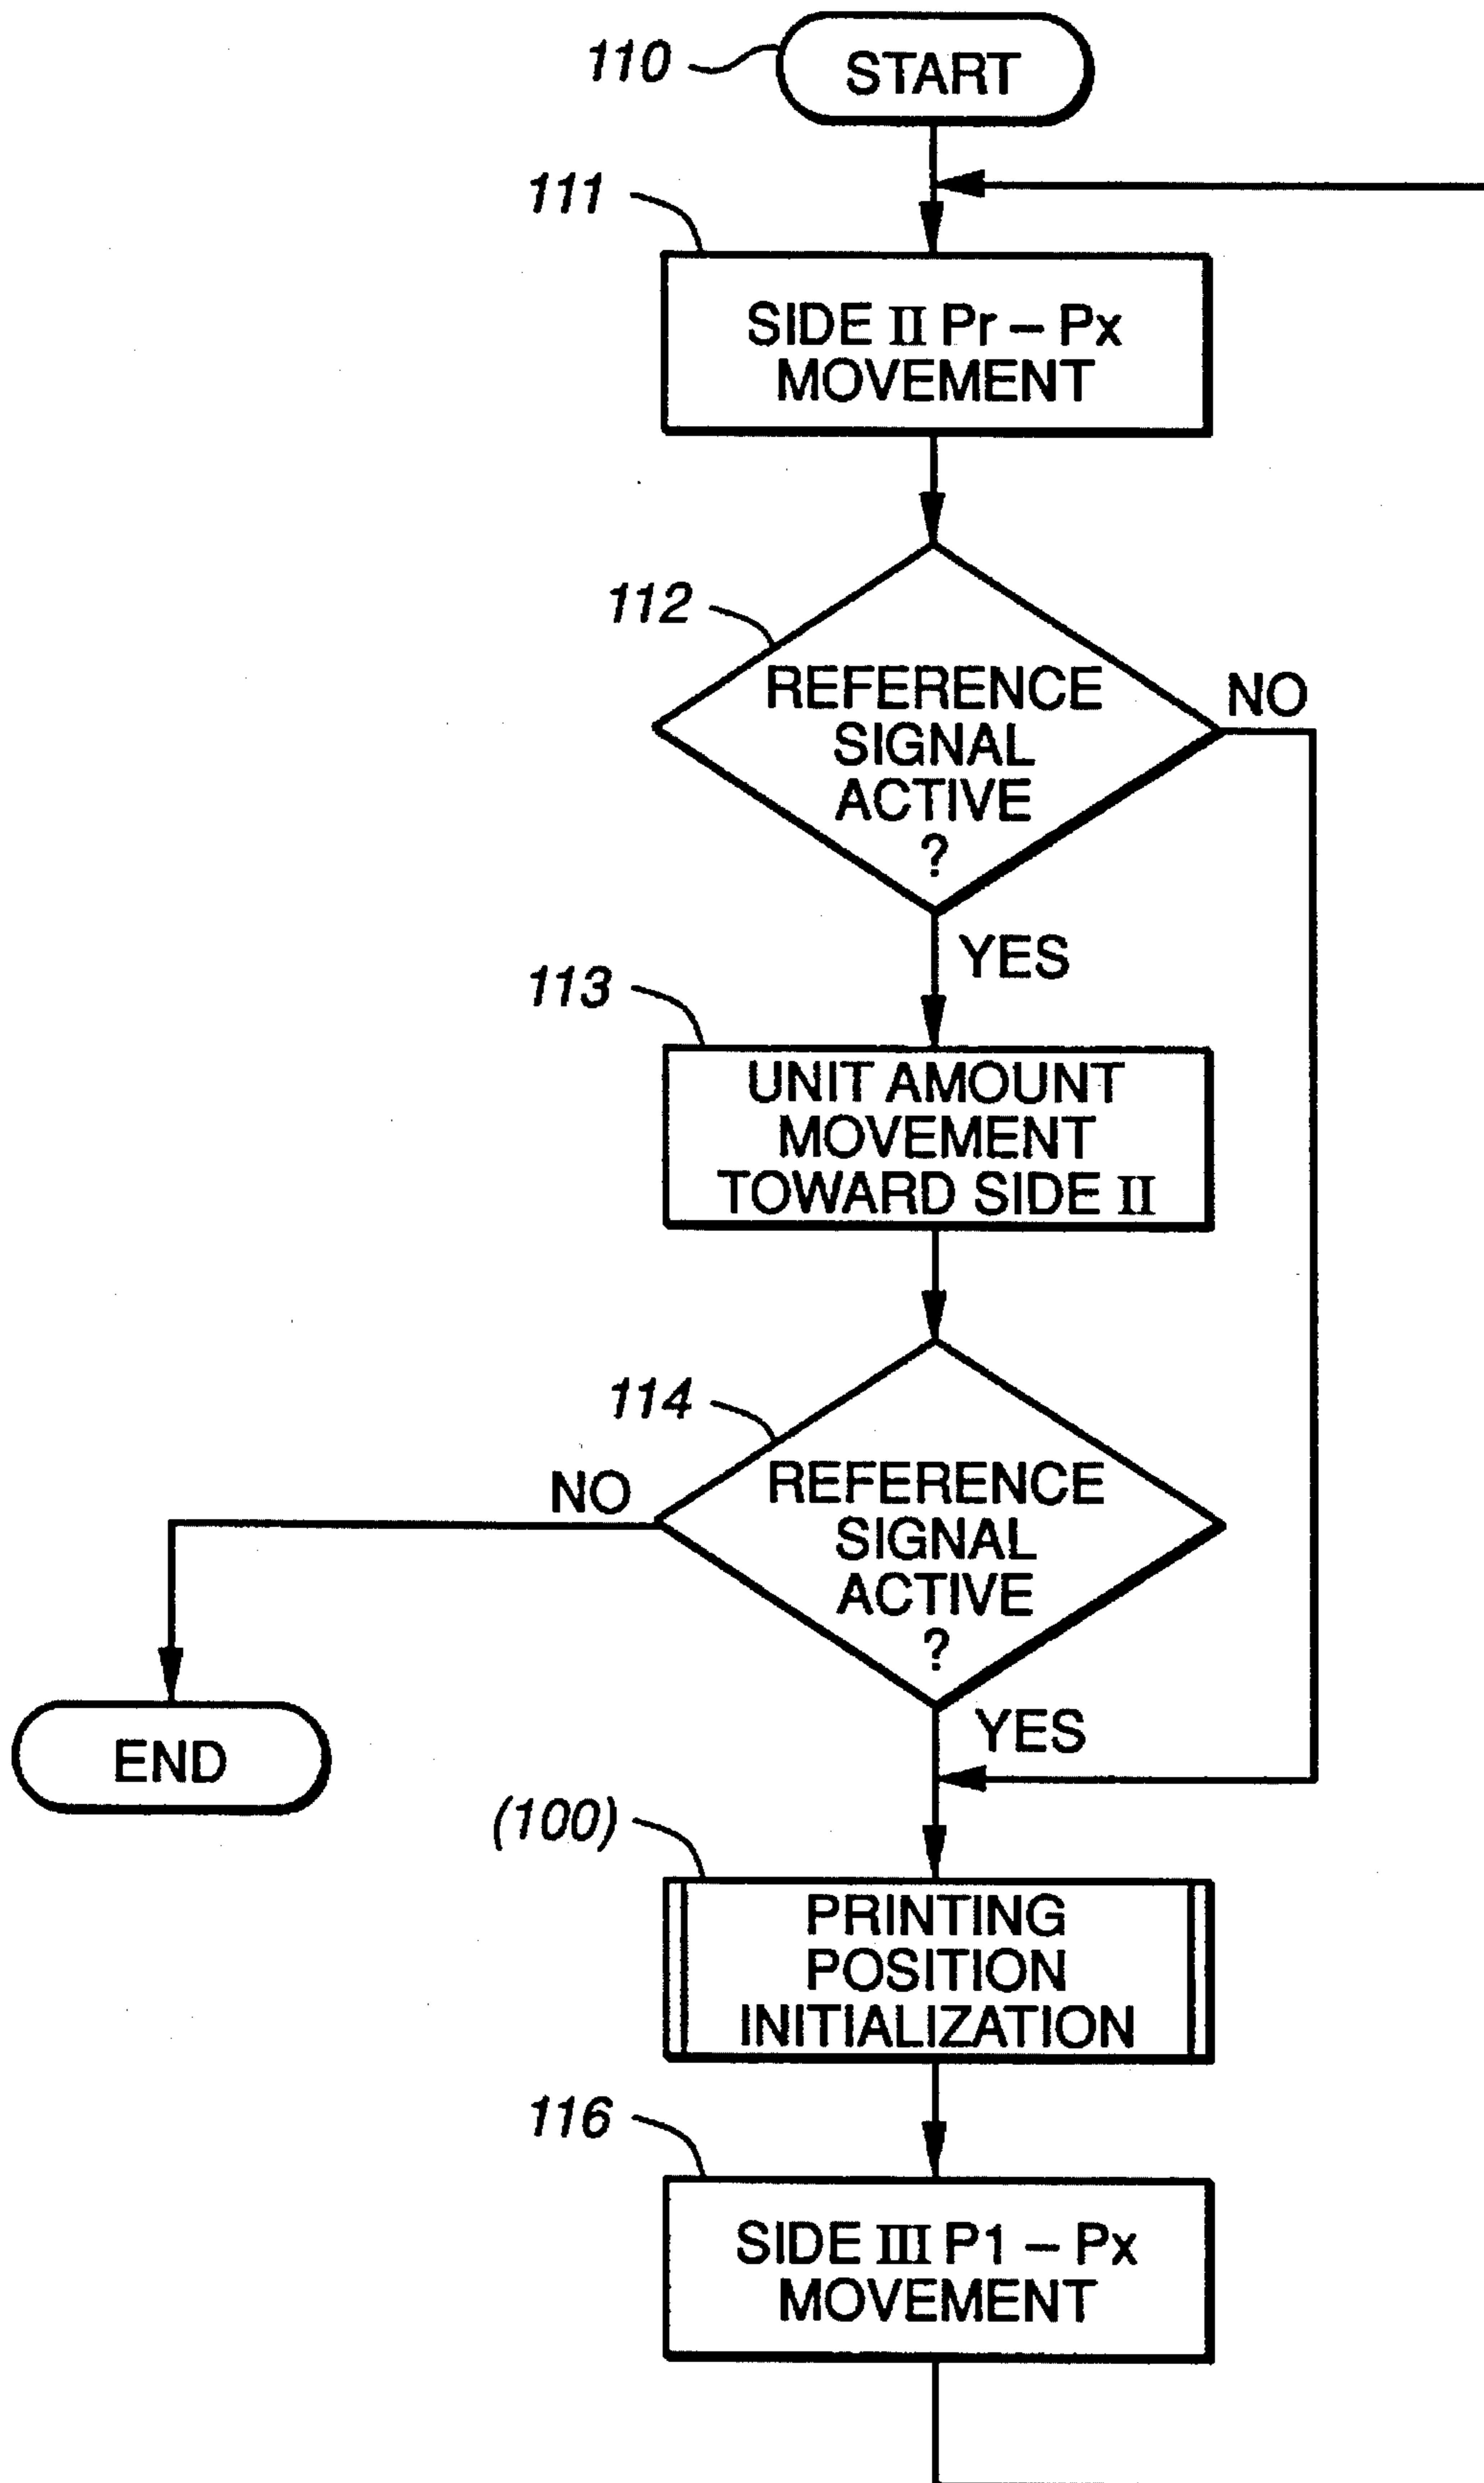 110
START
111
SIDE II Pr – Px
MOVEMENT
112
REFERENCE
SIGNAL
ACTIVE
?
NO
YES
113
UNIT AMOUNT
MOVEMENT
TOWARD SIDE II
114
REFERENCE
SIGNAL
ACTIVE
?
NO
YES
END
(100)
PRINTING
POSITION
INITIALIZATION
116
SIDE III P1 – Px
MOVEMENT